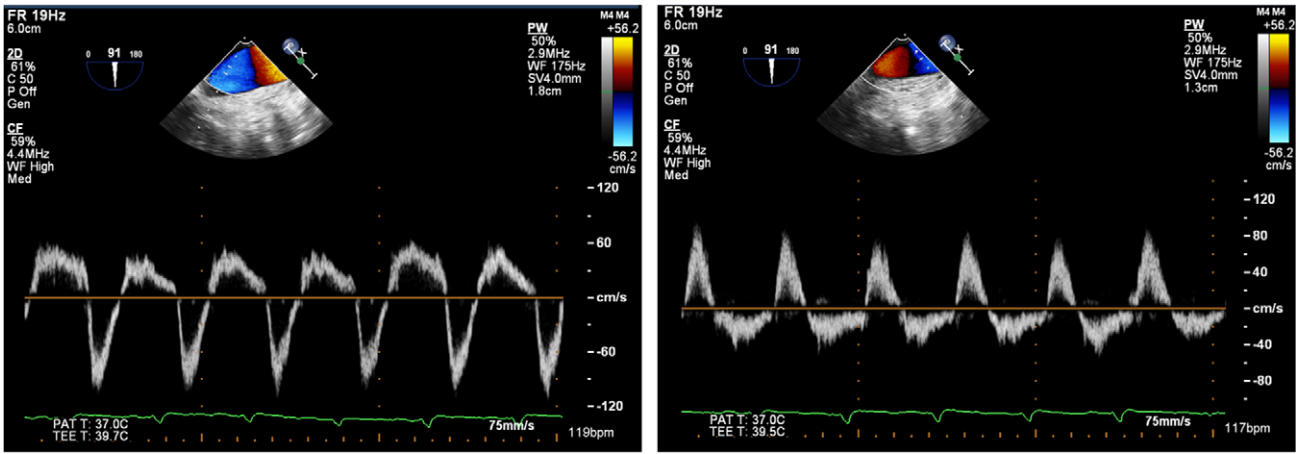 FR 19Hz
6.0cm
2D
61%
C 50
P Off
Gen
CF
59%
4.4MHz
WF High
Med
0 91 180
X
PW
50%
2.9MHz
WF 175Hz
SV4.0mm
1.8cm
M4 M4
+56.2
-56.2
cm/s
120
60
cm/s
-60
-120
PAT T: 37.0C
TEE T: 39.7C
75mm/s
119bpm
FR 19Hz
6.0cm
2D
61%
C 50
P Off
Gen
CF
59%
4.4MHz
WF High
Med
0 91 180
X
PW
50%
2.9MHz
WF 175Hz
SV4.0mm
1.3cm
M4 M4
+56.2
-56.2
cm/s
120
80
40
cm/s
-40
-80
PAT T: 37.0C
TEE T: 39.5C
75mm/s
117bpm